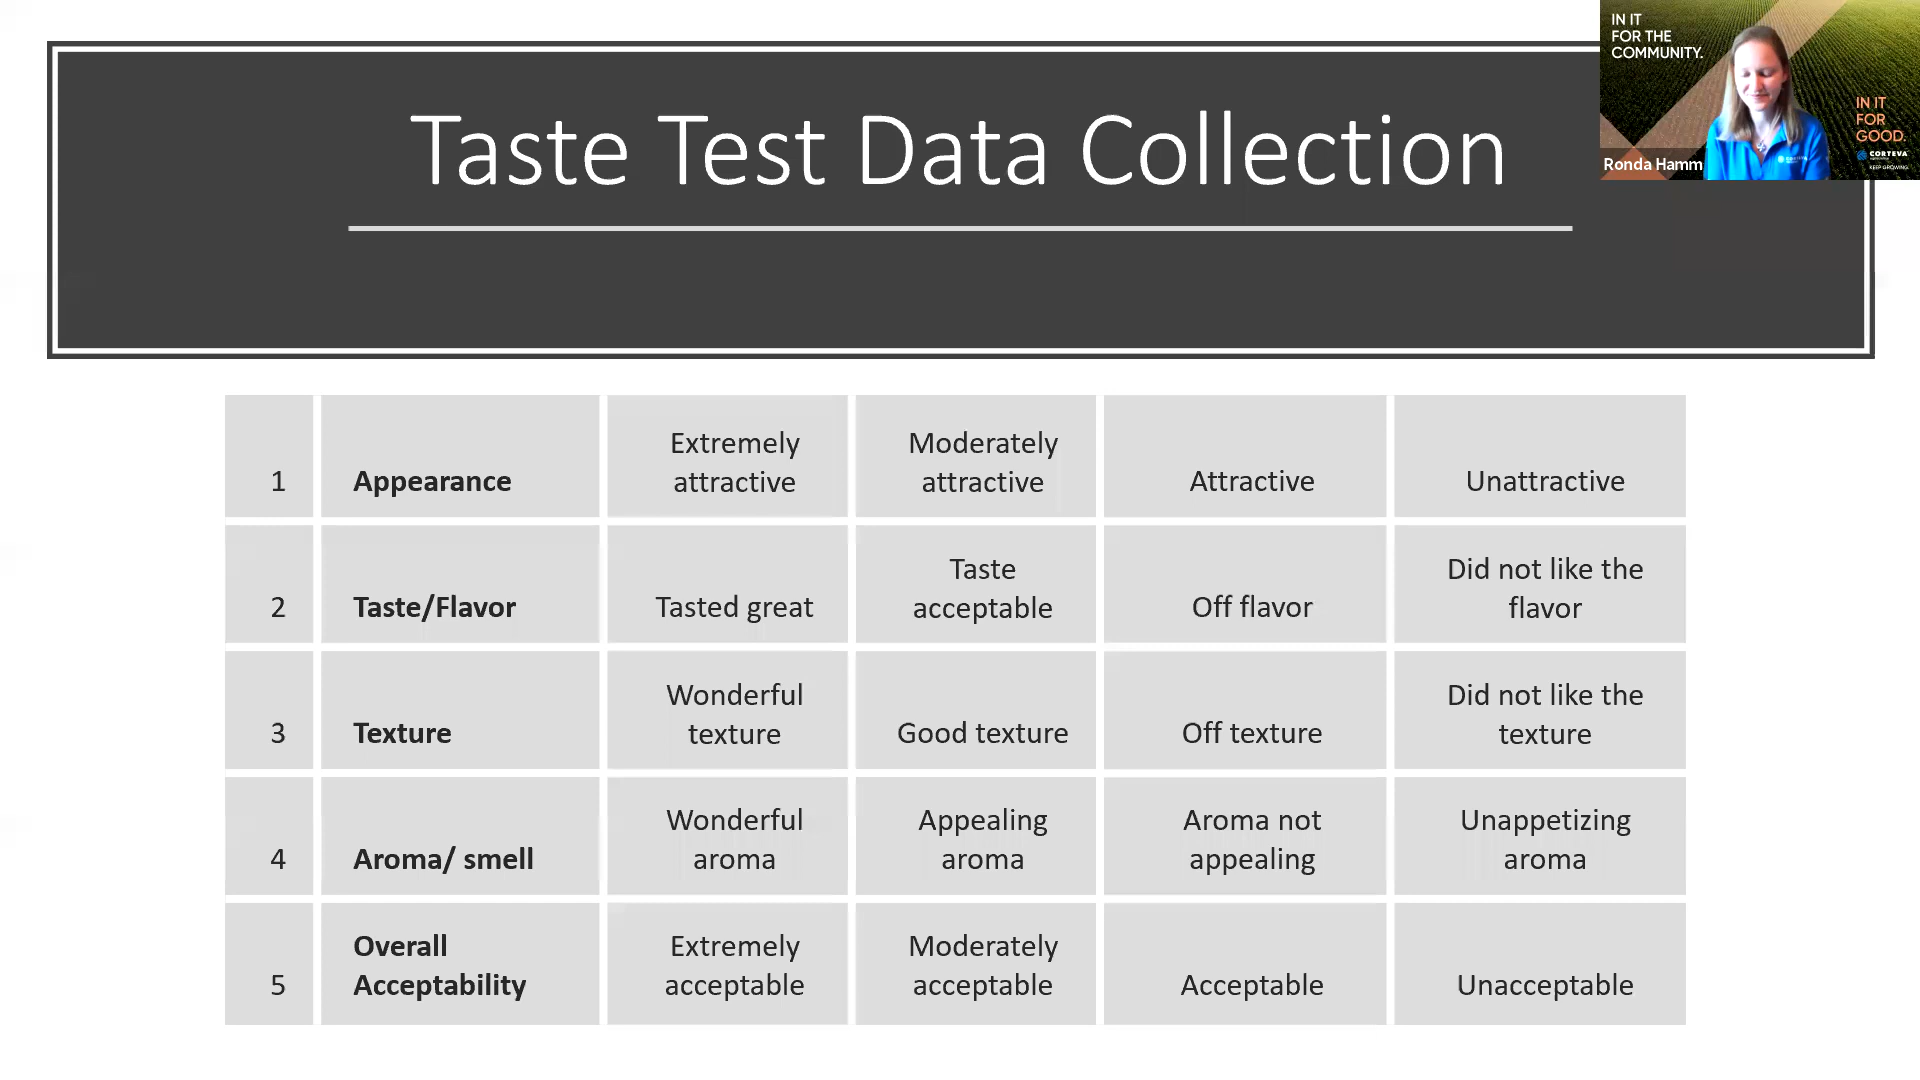 IN IT
FOR THE
COMMUNITY.
IN IT
FOR
GOOD.
CORTEVA
KEEP GROWING
Ronda Hamm
Taste Test Data Collection
1 Appearance Extremely attractive Moderately attractive Attractive Unattractive
2 Taste/Flavor Tasted great Taste acceptable Off flavor Did not like the flavor
3 Texture Wonderful texture Good texture Off texture Did not like the texture
4 Aroma/ smell Wonderful aroma Appealing aroma Aroma not appealing Unappetizing aroma
5 Overall Acceptability Extremely acceptable Moderately acceptable Acceptable Unacceptable